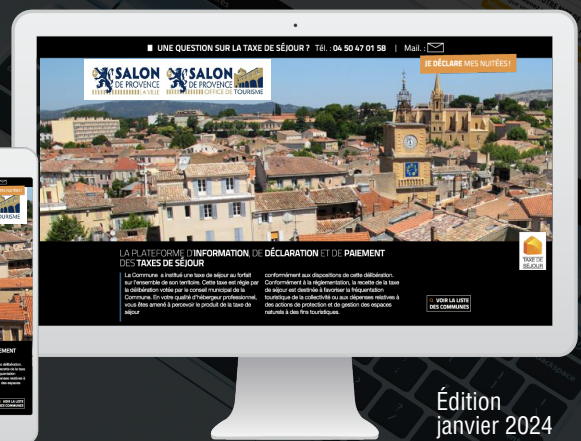 UNE QUESTION SUR LA TAXE DE SÉJOUR ? Tél. : 04 50 47 01 58 | Mail. :
JE DÉCLARE MES NUITÉES !
SALON
DE PROVENCE
LA VILLE
SALON
DE PROVENCE
OFFICE DE TOURISME
LA PLATEFORME D'INFORMATION, DE DÉCLARATION ET DE PAIEMENT
DES TAXES DE SÉJOUR
La Commune a institué une taxe de séjour au forfait
sur l'ensemble de son territoire. Cette taxe est régie par
la délibération votée par le conseil municipal de la
Commune. En votre qualité d'hébergeur professionnel,
vous êtes amené à percevoir le produit de la taxe de
séjour
conformément aux dispositions de cette délibération.
Conformément à la réglementation, la recette de la taxe
de séjour est destinée à favoriser la fréquentation
touristique de la collectivité ou aux dépenses relatives à
des actions de protection et de gestion des espaces
naturels à des fins touristiques.
TAXE DE
SÉJOUR
VOIR LA LISTE
DES COMMUNES
Édition
janvier 2024